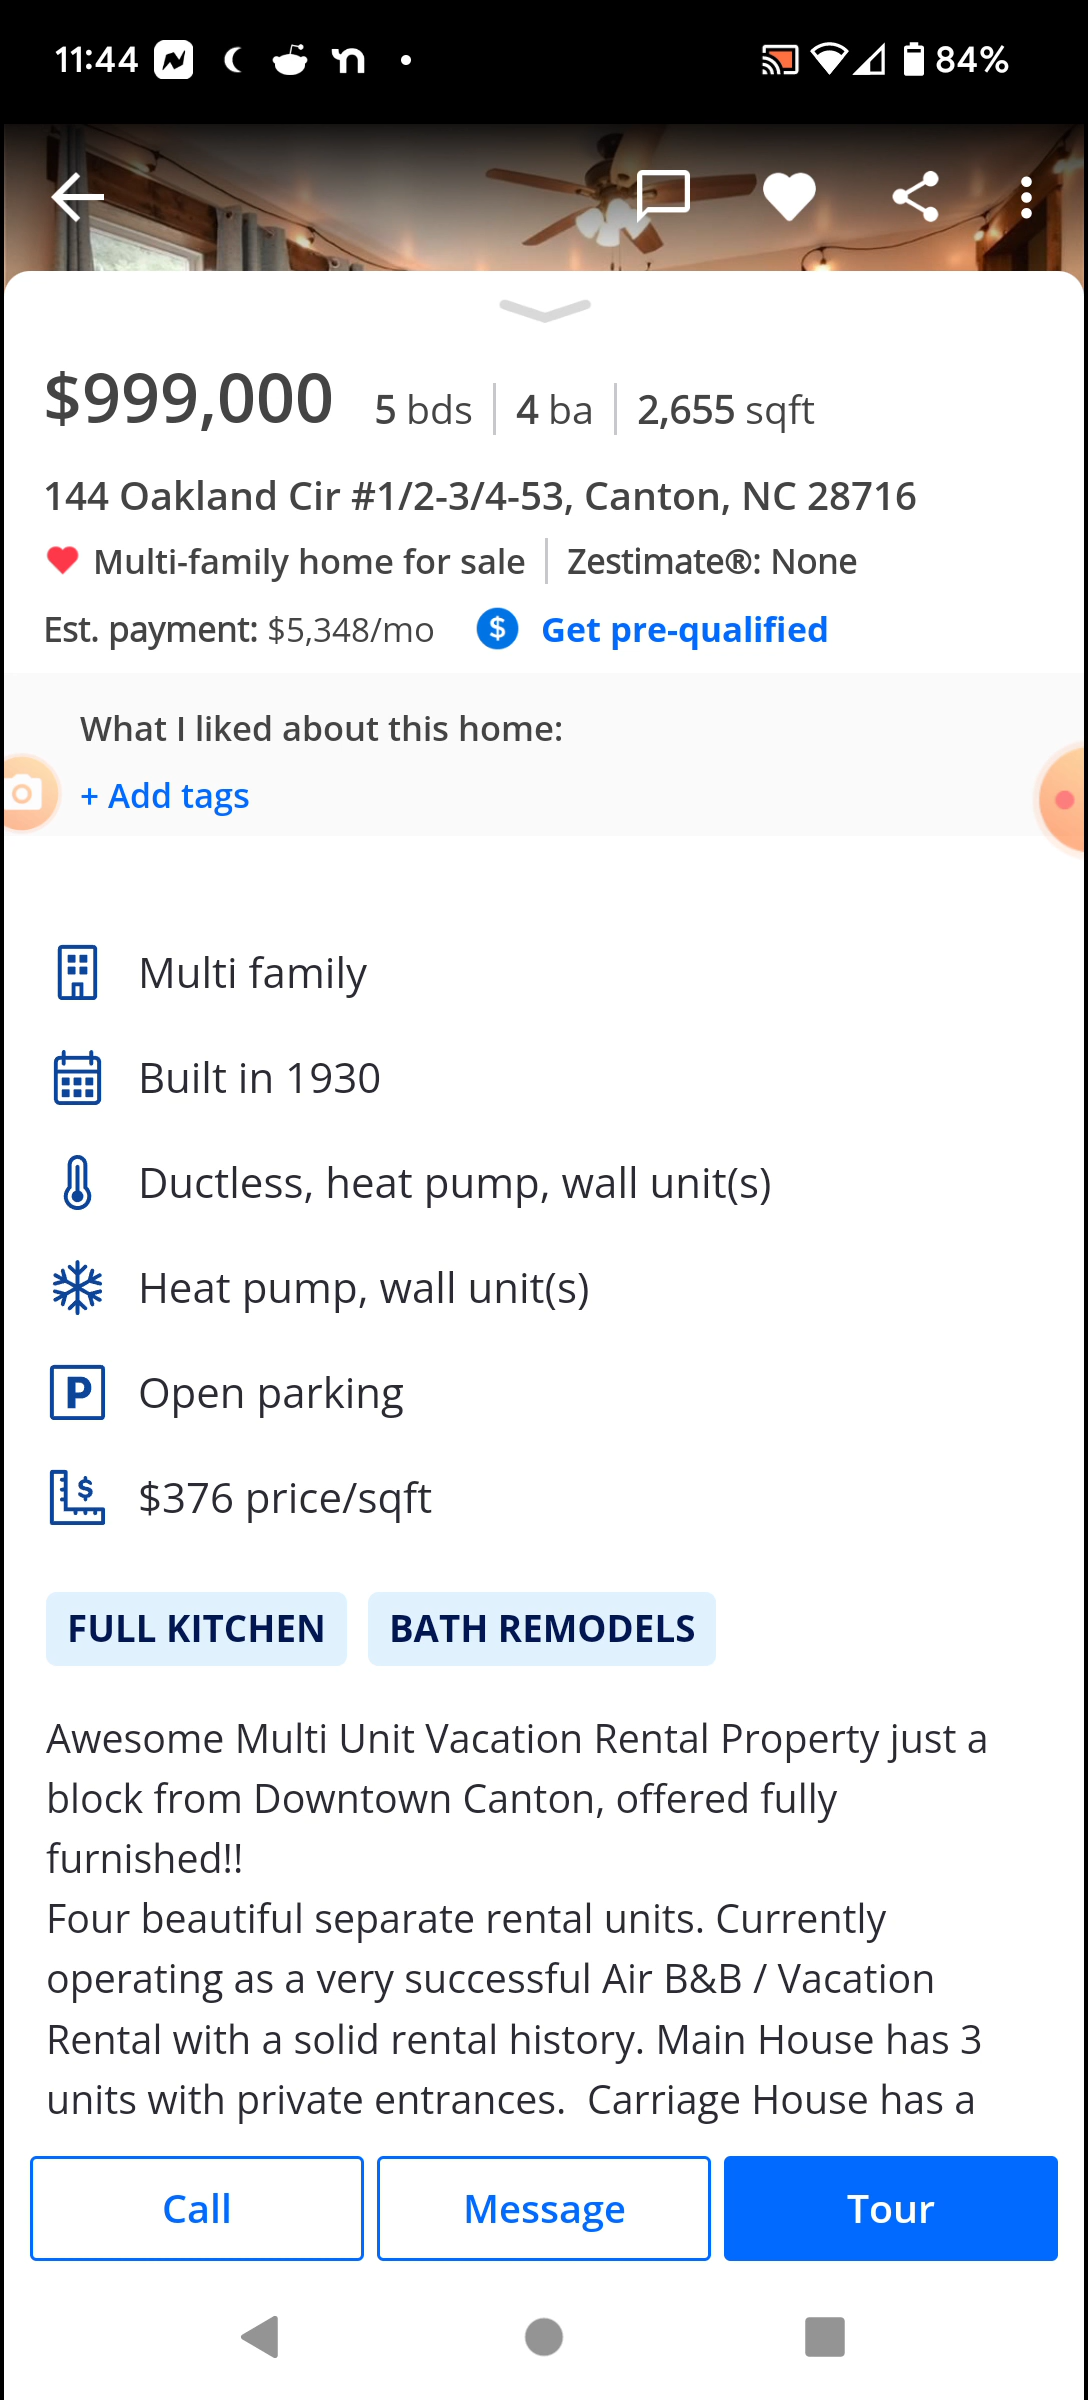 11:44
84%
$999,000 5 bds 4 ba 2,655 sqft
144 Oakland Cir #1/2-3/4-53, Canton, NC 28716
Multi-family home for sale Zestimate®: None
Est. payment: $5,348/mo $ Get pre-qualified
What I liked about this home:
+ Add tags
Multi family
Built in 1930
Ductless, heat pump, wall unit(s)
Heat pump, wall unit(s)
P Open parking
$ $376 price/sqft
FULL KITCHEN BATH REMODELS
Awesome Multi Unit Vacation Rental Property just a
block from Downtown Canton, offered fully
furnished!!
Four beautiful separate rental units. Currently
operating as a very successful Air B&B / Vacation
Rental with a solid rental history. Main House has 3
units with private entrances.  Carriage House has a
Call Message Tour